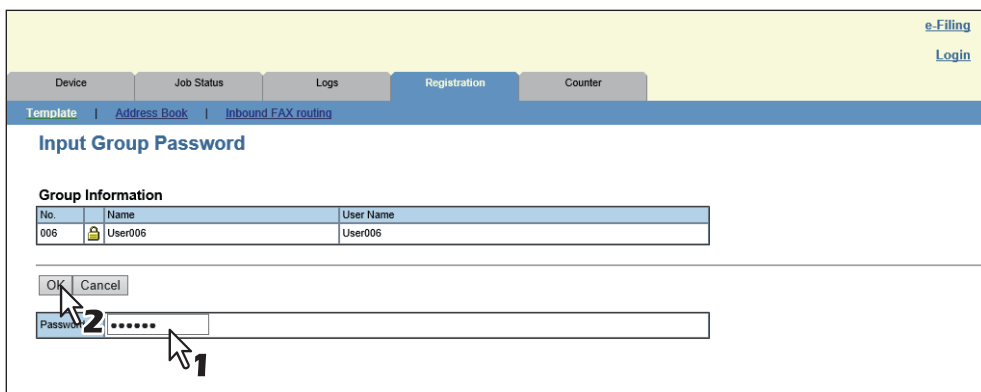 e-Filing
Login
Device Job Status Logs Registration Counter
Template | Address Book | Inbound FAX routing
Input Group Password
Group Information
No. Name User Name
006 User006 User006
OK Cancel
Password ••••••
2
1